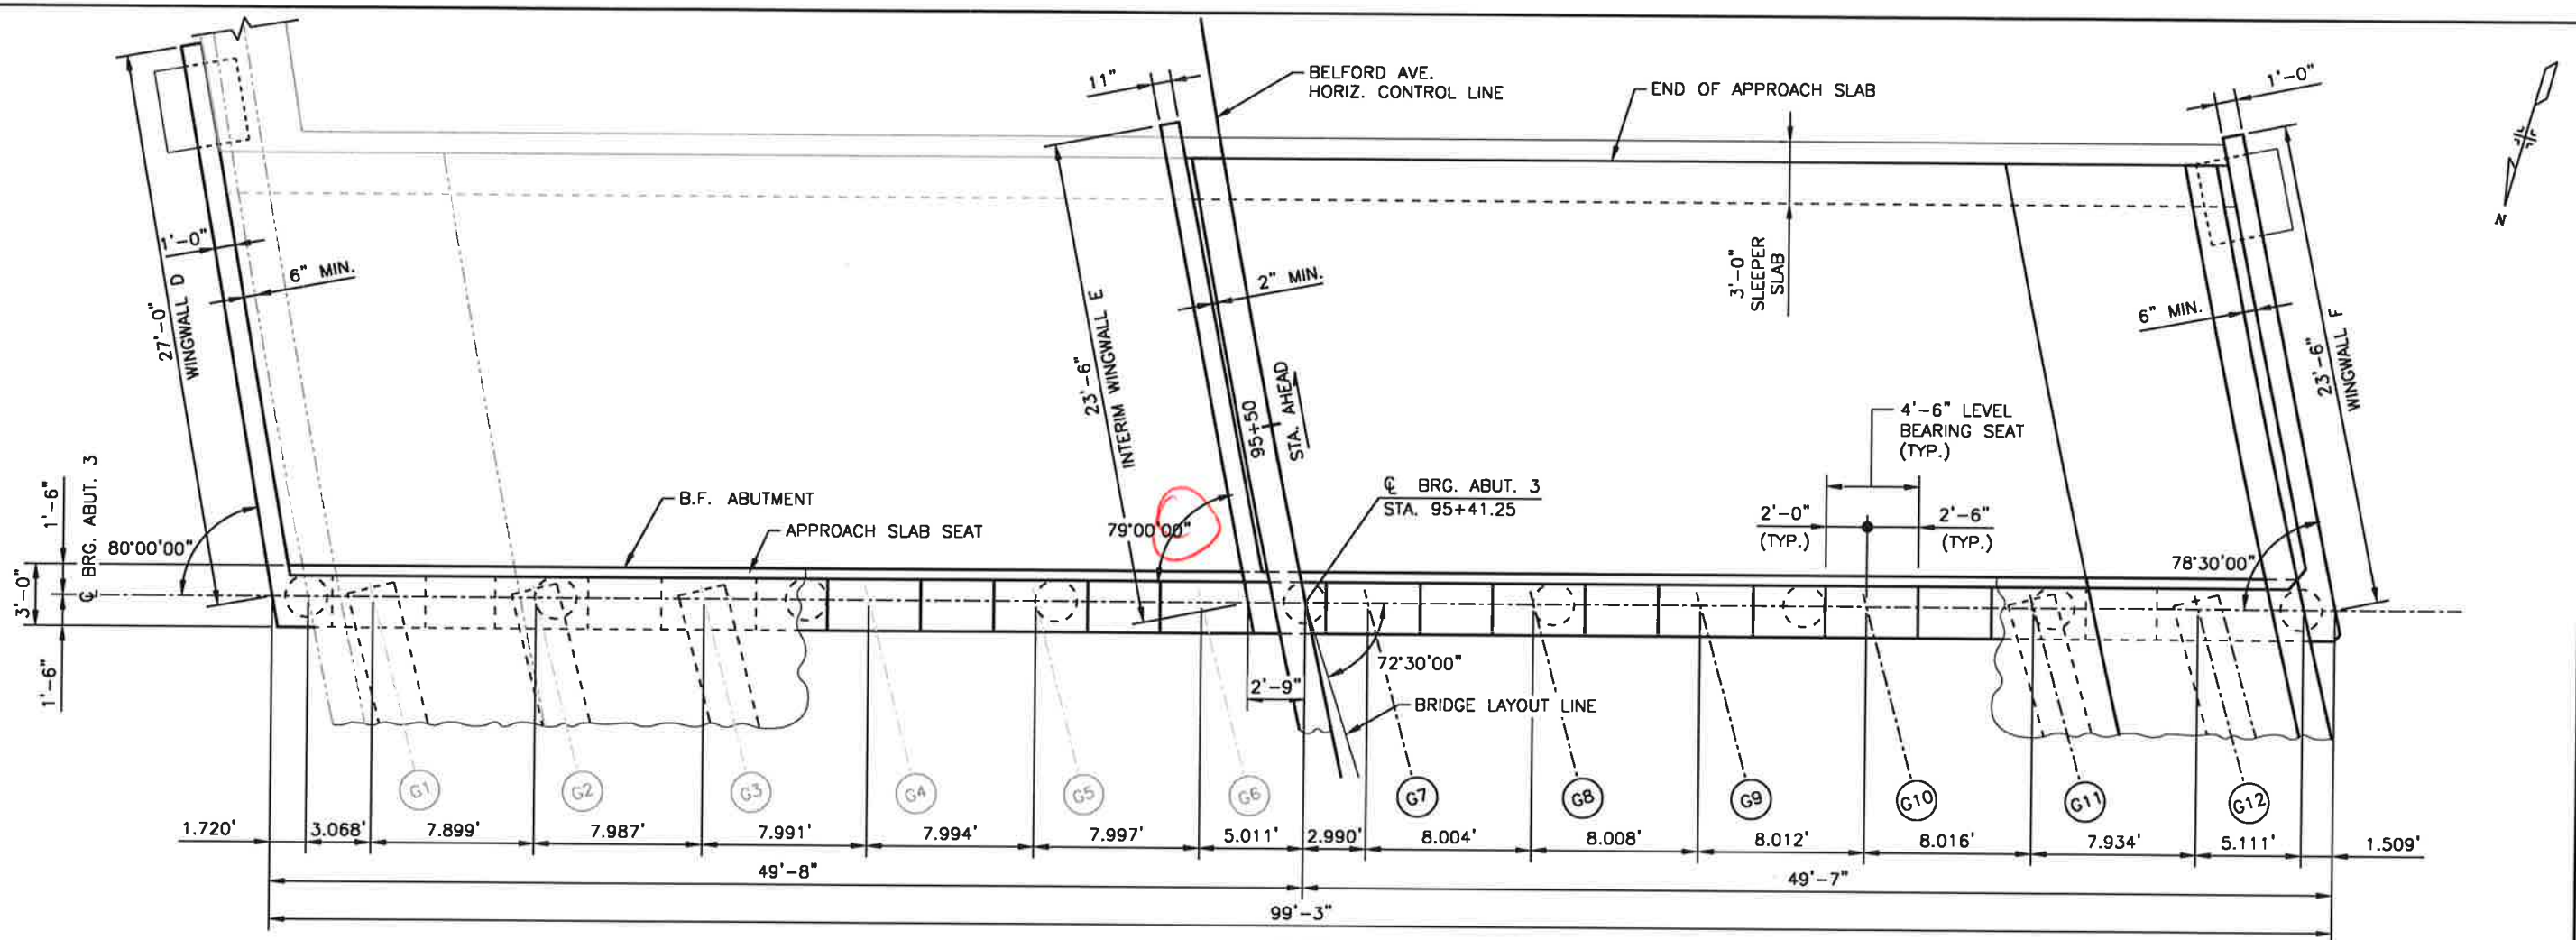 11"
BELFORD AVE.
HORIZ. CONTROL LINE
END OF APPROACH SLAB
1'-0"
N
1'-0"
6" MIN.
27'-0"
WINGWALL D
23'-6"
INTERIM WINGWALL E
2" MIN.
3'-0"
SLEEPER
SLAB
6" MIN.
23'-6"
WINGWALL F
95+50
STA. AHEAD
4'-6" LEVEL
BEARING SEAT
(TYP.)
℄ BRG. ABUT. 3
STA. 95+41.25
2'-0"
(TYP.)
2'-6"
(TYP.)
B.F. ABUTMENT
APPROACH SLAB SEAT
79°00'00"
80°00'00"
78°30'00"
1'-6"
3'-0"
1'-6"
℄ BRG. ABUT. 3
72°30'00"
2'-9"
BRIDGE LAYOUT LINE
G1 G2 G3 G4 G5 G6 G7 G8 G9 G10 G11 G12
1.720' 3.068' 7.899' 7.987' 7.991' 7.994' 7.997' 5.011' 2.990' 8.004' 8.008' 8.012' 8.016' 7.934' 5.111' 1.509'
49'-8" 49'-7"
99'-3"